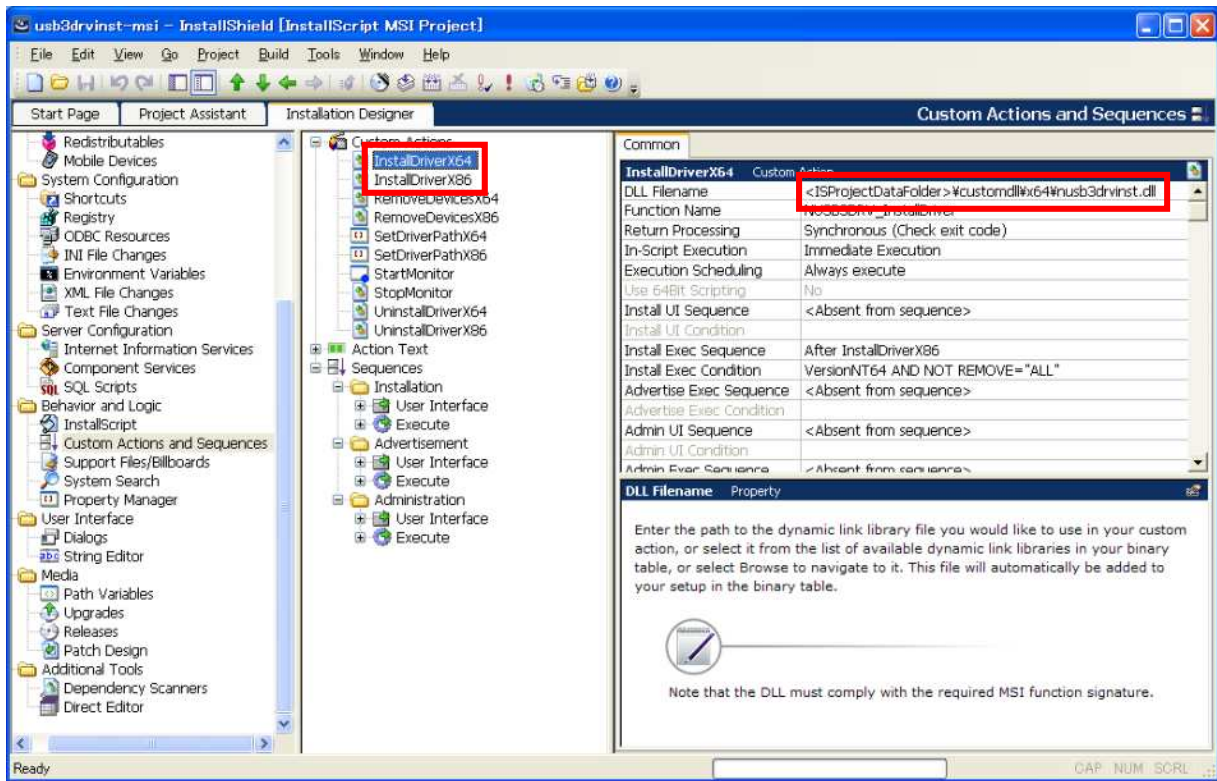 usb3drvinst-msi - InstallShield [InstallScript MSI Project]
File Edit View Go Project Build Tools Window Help
Start Page Project Assistant Installation Designer Custom Actions and Sequences
Redistributables
Mobile Devices
System Configuration
Shortcuts
Registry
ODBC Resources
INI File Changes
Environment Variables
XML File Changes
Text File Changes
Server Configuration
Internet Information Services
Component Services
SQL Scripts
Behavior and Logic
InstallScript
Custom Actions and Sequences
Support Files/Billboards
System Search
Property Manager
User Interface
Dialogs
String Editor
Media
Path Variables
Upgrades
Releases
Patch Design
Additional Tools
Dependency Scanners
Direct Editor
Custom Actions
InstallDriverX64
InstallDriverX86
RemoveDevicesX64
RemoveDevicesX86
SetDriverPathX64
SetDriverPathX86
StartMonitor
StopMonitor
UninstallDriverX64
UninstallDriverX86
Action Text
Sequences
Installation
User Interface
Execute
Advertisement
User Interface
Execute
Administration
User Interface
Execute
Common
InstallDriverX64 Custom Action
DLL Filename <ISProjectDataFolder>¥customdll¥x64¥nusb3drvinst.dll
Function Name NUSB3DRV_InstallDriver
Return Processing Synchronous (Check exit code)
In-Script Execution Immediate Execution
Execution Scheduling Always execute
Use 64Bit Scripting No
Install UI Sequence <Absent from sequence>
Install UI Condition
Install Exec Sequence After InstallDriverX86
Install Exec Condition VersionNT64 AND NOT REMOVE="ALL"
Advertise Exec Sequence <Absent from sequence>
Advertise Exec Condition
Admin UI Sequence <Absent from sequence>
Admin UI Condition
Admin Exec Sequence <Absent from sequence>
DLL Filename Property
Enter the path to the dynamic link library file you would like to use in your custom
action, or select it from the list of available dynamic link libraries in your binary
table, or select Browse to navigate to it. This file will automatically be added to
your setup in the binary table.
Note that the DLL must comply with the required MSI function signature.
Ready CAP NUM SCRL